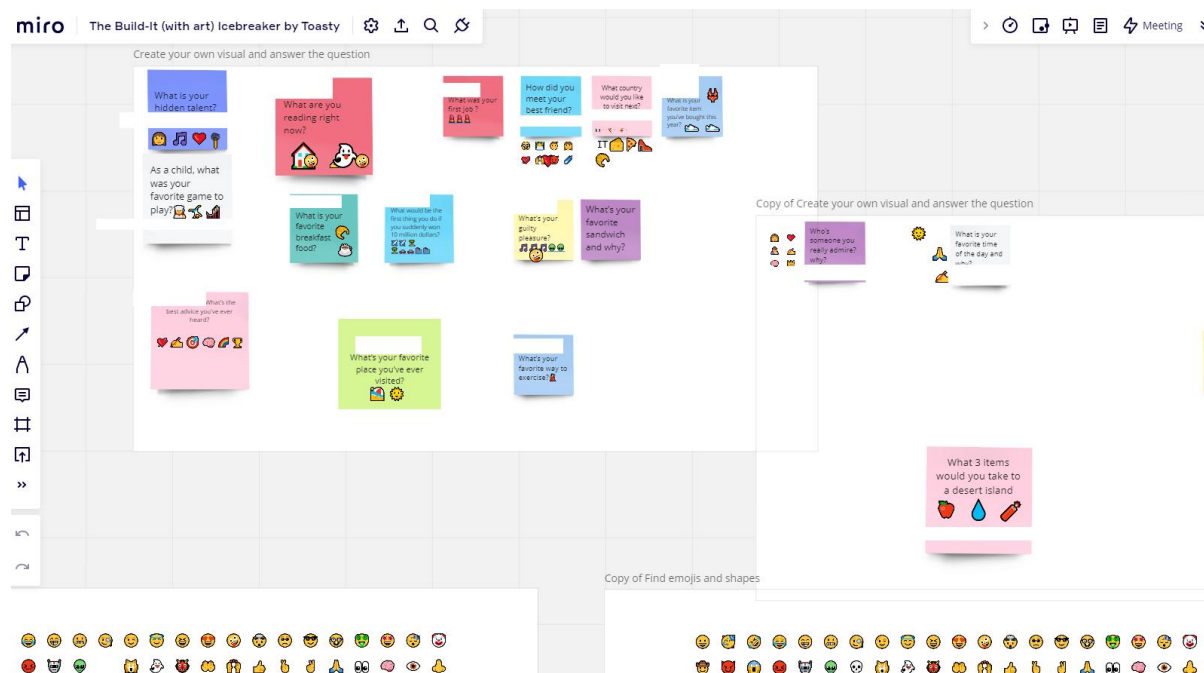 miro
The Build-It (with art) Icebreaker by Toasty
Meeting
Create your own visual and answer the question
What is your
hidden talent?
What are you
reading right
now?
What was your
first job ?
How did you
meet your
best friend?
What country
would you like
to visit next?
What is your
favorite item
you've bought this
year?
IT
As a child, what
was your
favorite game to
play?
What is your
favorite
breakfast
food?
What would be the
first thing you do if
you suddenly won
10 million dollars?
What's your
guilty
pleasure?
What's your
favorite
sandwich
and why?
What's the
best advice you've ever
heard?
What's your favorite
place you've ever
visited?
What's your
favorite way to
exercise?
Copy of Create your own visual and answer the question
Who's
someone you
really admire?
why?
What is your
favorite time
of the day and
why?
What 3 items
would you take to
a desert island
Copy of Find emojis and shapes